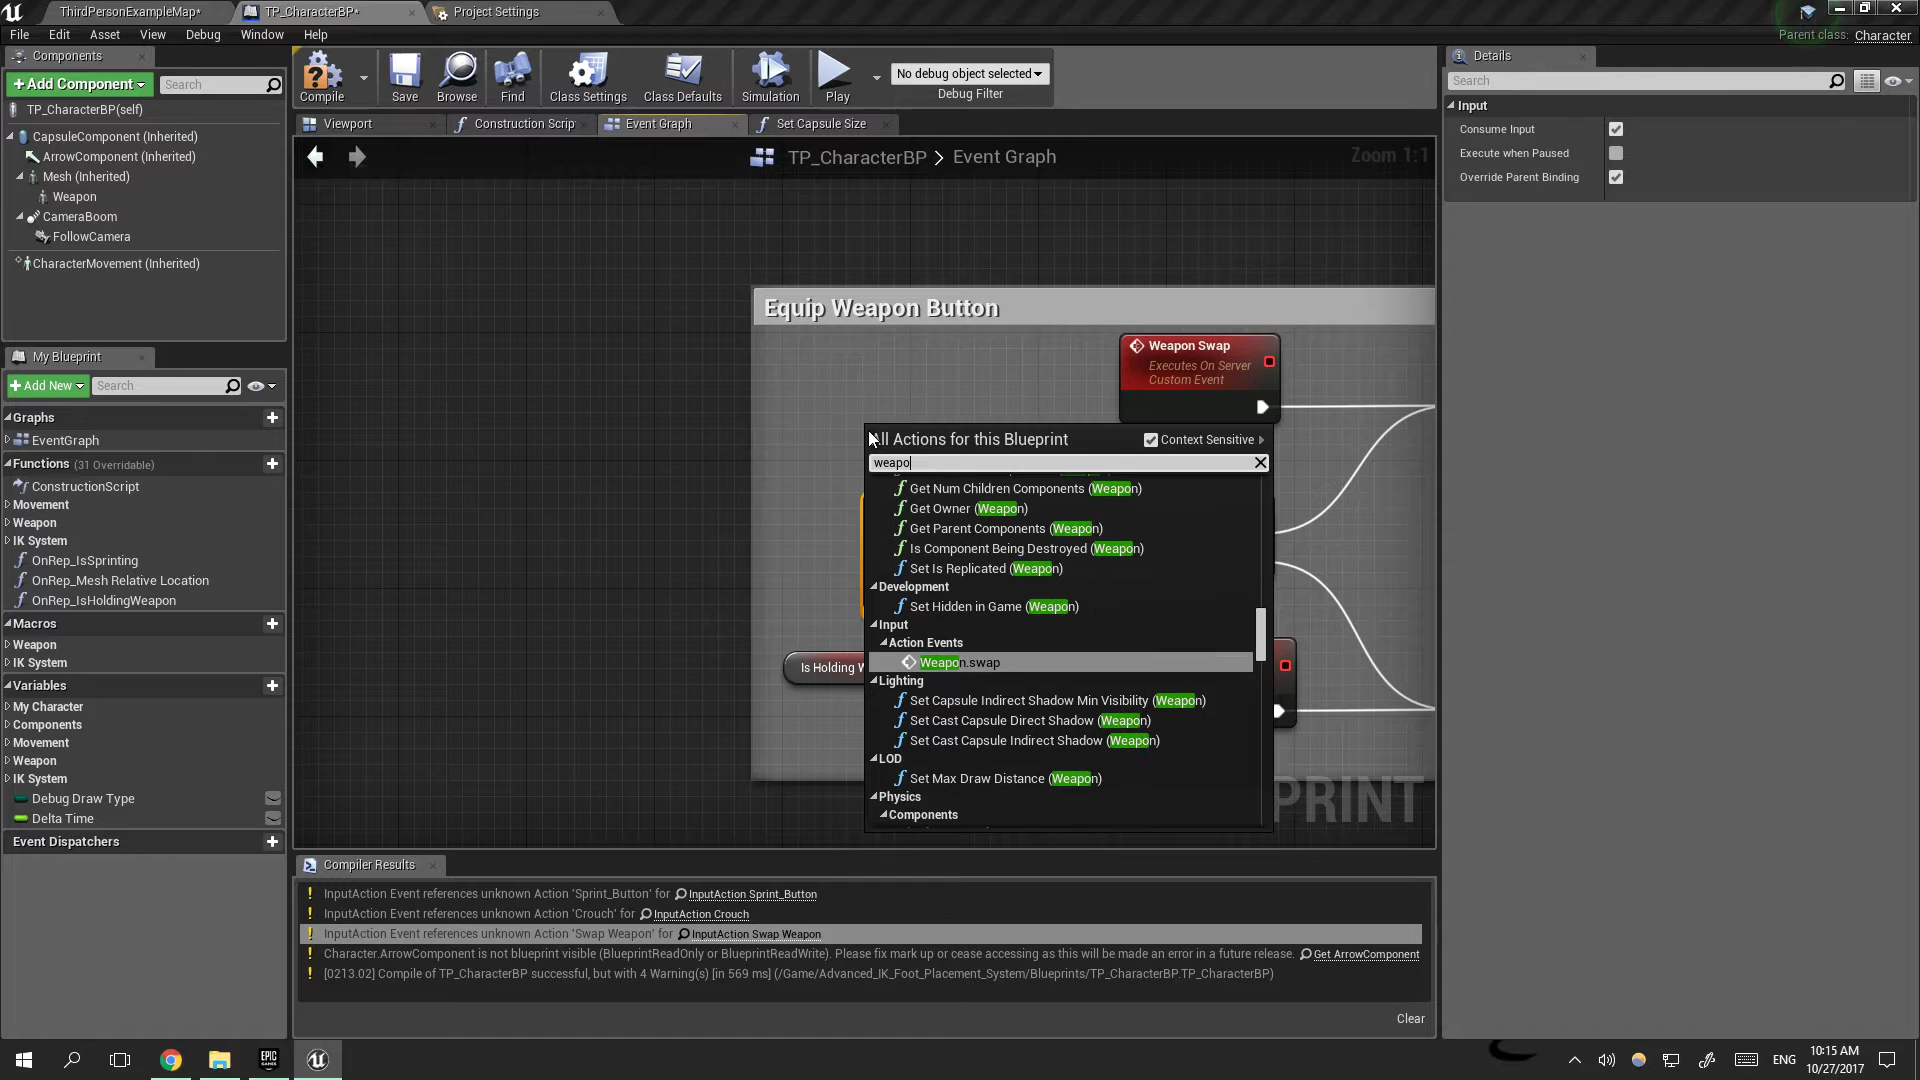 ThirdPersonExampleMap*
TP_CharacterBP*
Project Settings
File Edit Asset View Debug Window Help
Parent class: Character
Components
+ Add Component
Search
TP_CharacterBP(self)
CapsuleComponent (Inherited)
ArrowComponent (Inherited)
Mesh (Inherited)
Weapon
CameraBoom
FollowCamera
CharacterMovement (Inherited)
My Blueprint
+ Add New
Search
Graphs
EventGraph
Functions (31 Overridable)
ConstructionScript
Movement
Weapon
IK System
OnRep_IsSprinting
OnRep_Mesh Relative Location
OnRep_IsHoldingWeapon
Macros
Weapon
IK System
Variables
My Character
Components
Movement
Weapon
IK System
Debug Draw Type
Delta Time
Event Dispatchers
Compile
Save
Browse
Find
Class Settings
Class Defaults
Simulation
Play
No debug object selected
Debug Filter
Viewport
Construction Scrip
Event Graph
Set Capsule Size
TP_CharacterBP > Event Graph
Zoom 1:1
Equip Weapon Button
Weapon Swap
Executes On Server
Custom Event
Is Holding W
PRINT
All Actions for this Blueprint
Context Sensitive
weapo
Get Num Children Components (Weapon)
Get Owner (Weapon)
Get Parent Components (Weapon)
Is Component Being Destroyed (Weapon)
Set Is Replicated (Weapon)
Development
Set Hidden in Game (Weapon)
Input
Action Events
Weapon.swap
Lighting
Set Capsule Indirect Shadow Min Visibility (Weapon)
Set Cast Capsule Direct Shadow (Weapon)
Set Cast Capsule Indirect Shadow (Weapon)
LOD
Set Max Draw Distance (Weapon)
Physics
Components
Compiler Results
InputAction Event references unknown Action 'Sprint_Button' for InputAction Sprint_Button
InputAction Event references unknown Action 'Crouch' for InputAction Crouch
InputAction Event references unknown Action 'Swap Weapon' for InputAction Swap Weapon
Character.ArrowComponent is not blueprint visible (BlueprintReadOnly or BlueprintReadWrite). Please fix mark up or cease accessing as this will be made an error in a future release. Get ArrowComponent
[0213.02] Compile of TP_CharacterBP successful, but with 4 Warning(s) [in 569 ms] (/Game/Advanced_IK_Foot_Placement_System/Blueprints/TP_CharacterBP.TP_CharacterBP)
Clear
Details
Search
Input
Consume Input
Execute when Paused
Override Parent Binding
EPIC GAMES
ENG
10:15 AM
10/27/2017